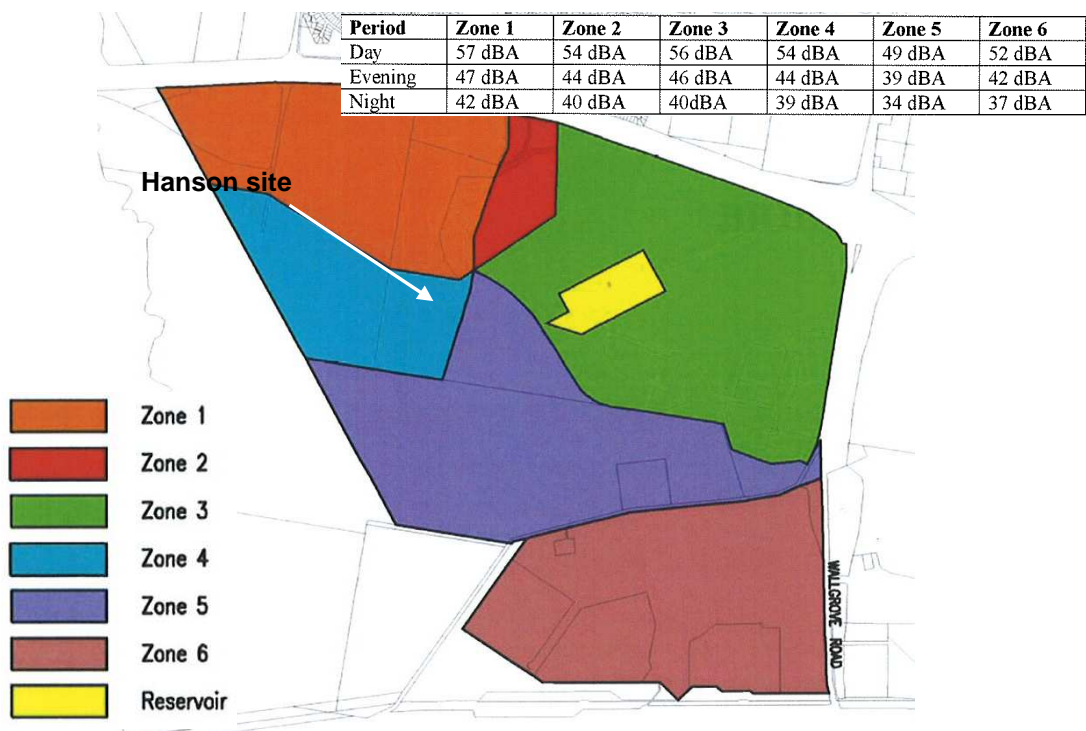 Period Zone 1 Zone 2 Zone 3 Zone 4 Zone 5 Zone 6
Day 57 dBA 54 dBA 56 dBA 54 dBA 49 dBA 52 dBA
Evening 47 dBA 44 dBA 46 dBA 44 dBA 39 dBA 42 dBA
Night 42 dBA 40 dBA 40dBA 39 dBA 34 dBA 37 dBA
Hanson site
Zone 1
Zone 2
Zone 3
Zone 4
Zone 5
Zone 6
Reservoir
WALLGROVE ROAD